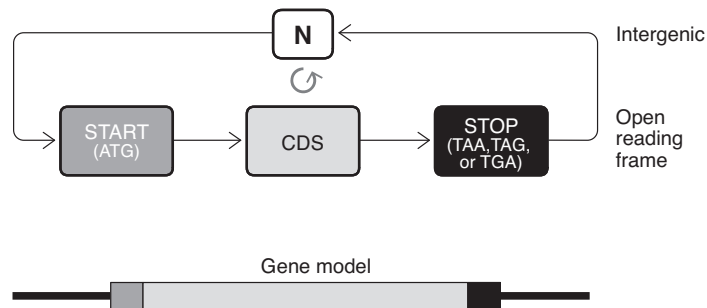 N
Intergenic
START
(ATG)
CDS
STOP
(TAA,TAG,
or TGA)
Open
reading
frame
Gene model